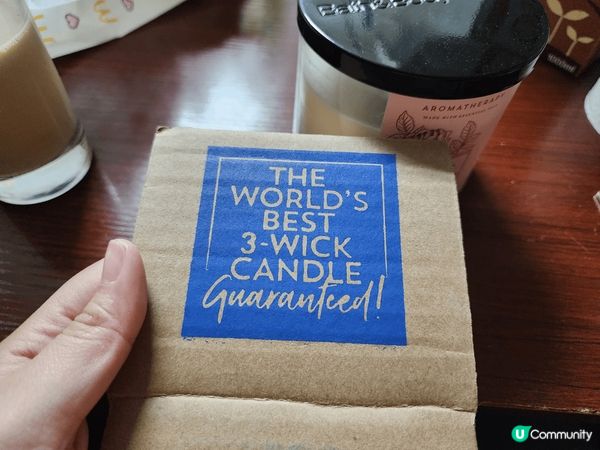 AROMATHERAPY
THE
WORLD'S
BEST
3-WICK
CANDLE
Guaranteed!
U Community